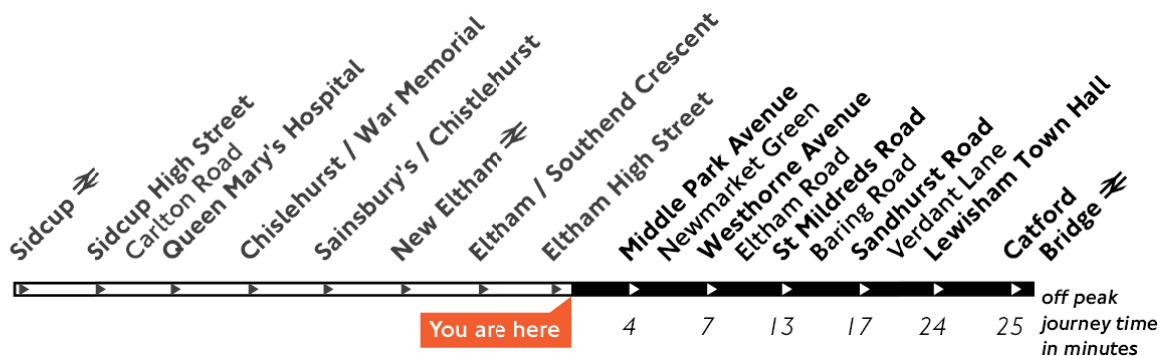 Sidcup
Sidcup High Street
Carlton Road
Queen Mary's Hospital
Chislehurst / War Memorial
Sainsbury's / Chistlehurst
New Eltham
Eltham / Southend Crescent
Eltham High Street
Middle Park Avenue
Newmarket Green
Westhorne Avenue
Eltham Road
St Mildreds Road
Baring Road
Sandhurst Road
Verdant Lane
Lewisham Town Hall
Catford
Bridge
You are here
4 7 13 17 24 25
off peak
journey time
in minutes